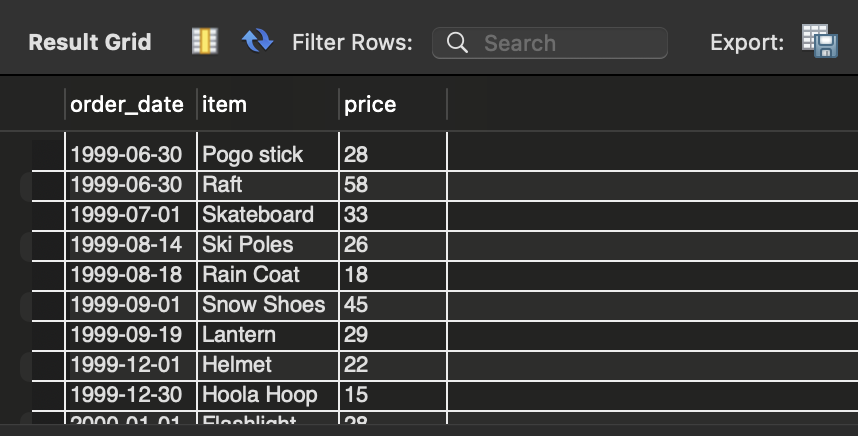 Result Grid Filter Rows: Search Export:
order_date item price
1999-06-30 Pogo stick 28
1999-06-30 Raft 58
1999-07-01 Skateboard 33
1999-08-14 Ski Poles 26
1999-08-18 Rain Coat 18
1999-09-01 Snow Shoes 45
1999-09-19 Lantern 29
1999-12-01 Helmet 22
1999-12-30 Hoola Hoop 15
2000-01-01 Flashlight 28